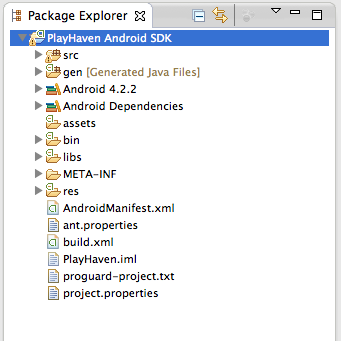 Package Explorer
PlayHaven Android SDK
src
gen [Generated Java Files]
Android 4.2.2
Android Dependencies
assets
bin
libs
META-INF
res
AndroidManifest.xml
ant.properties
build.xml
PlayHaven.iml
proguard-project.txt
project.properties